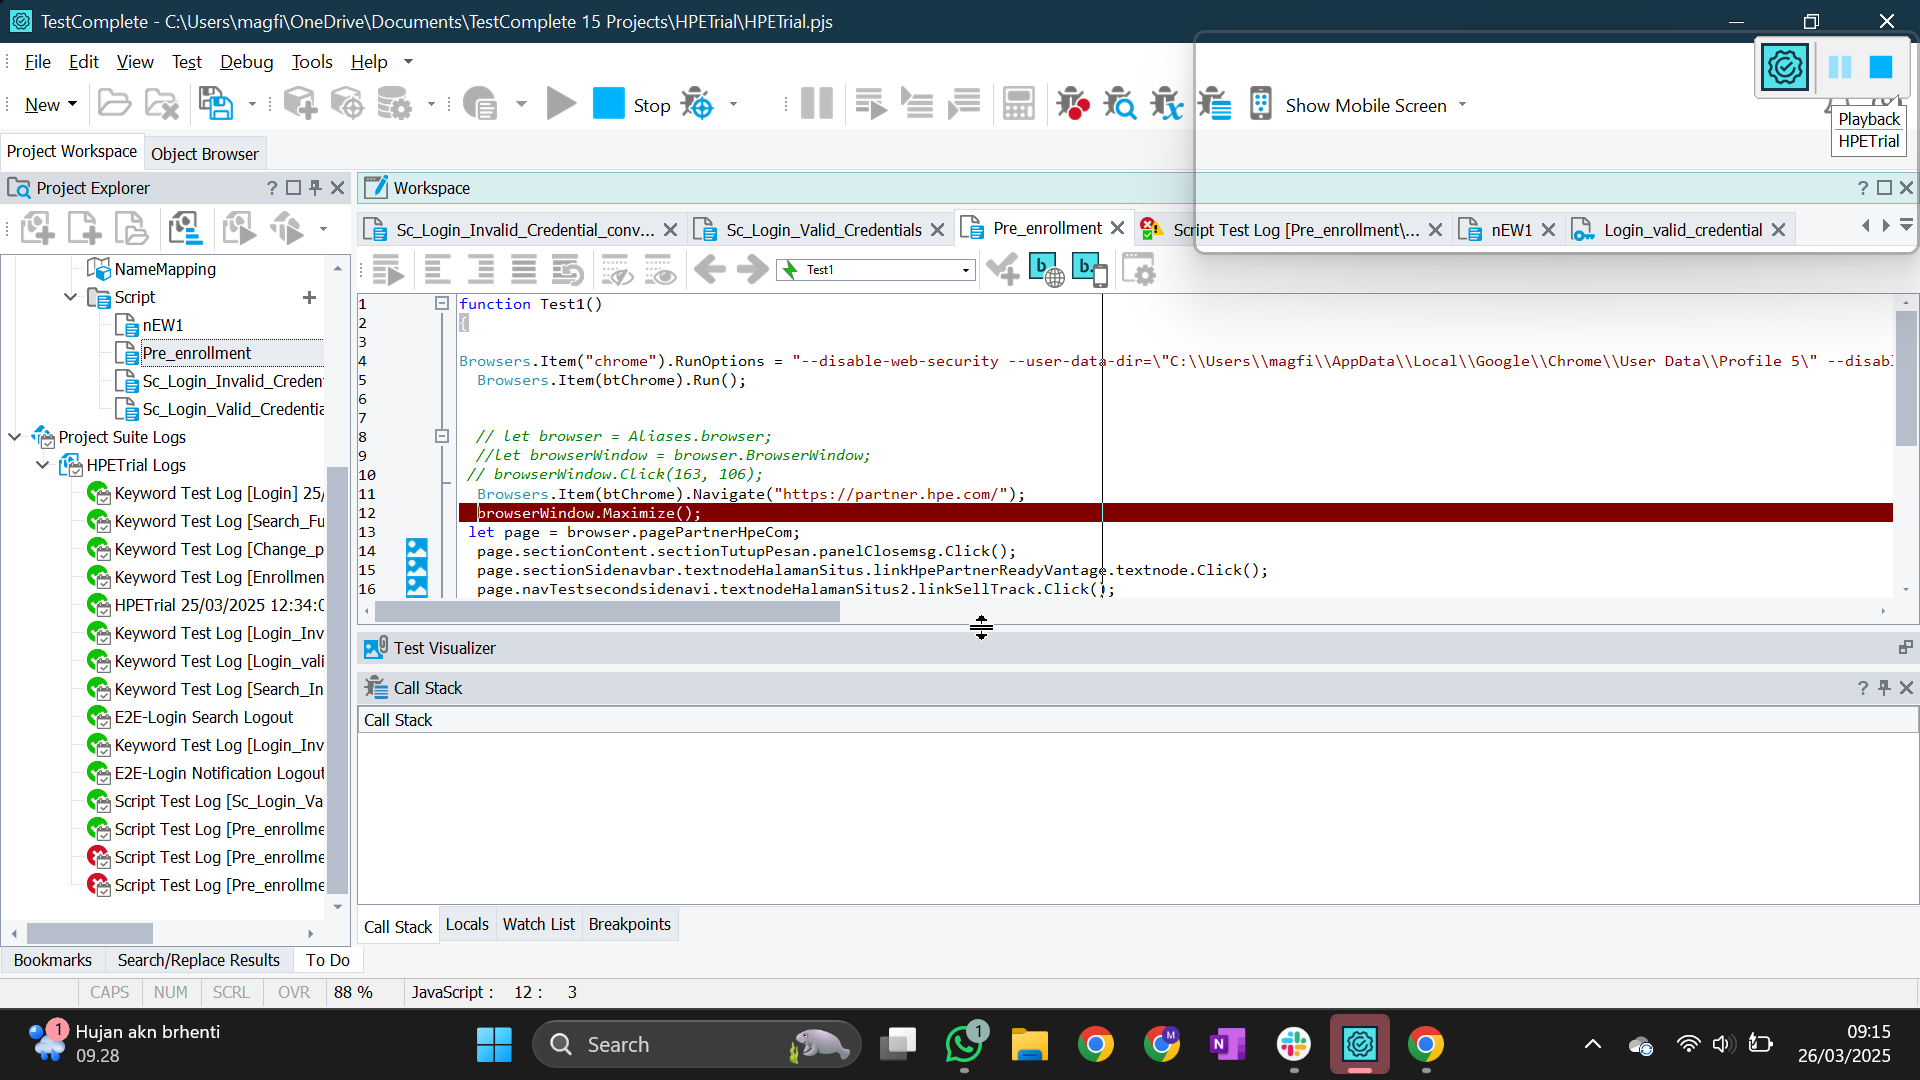 TestComplete - C:\Users\magfi\OneDrive\Documents\TestComplete 15 Projects\HPETrial\HPETrial.pjs
File Edit View Test Debug Tools Help
New Stop Show Mobile Screen
Playback
HPETrial
Project Workspace Object Browser
Project Explorer ?
Workspace ?
Sc_Login_Invalid_Credential_conv... Sc_Login_Valid_Credentials Pre_enrollment Script Test Log [Pre_enrollment\... nEW1 Login_valid_credential
b b. Test1
NameMapping
Script
nEW1
Pre_enrollment
Sc_Login_Invalid_Creden
Sc_Login_Valid_Credentia
Project Suite Logs
HPETrial Logs
Keyword Test Log [Login] 25/
Keyword Test Log [Search_Fu
Keyword Test Log [Change_p
Keyword Test Log [Enrollmen
HPETrial 25/03/2025 12:34:0
Keyword Test Log [Login_Inv
Keyword Test Log [Login_vali
Keyword Test Log [Search_In
E2E-Login Search Logout
Keyword Test Log [Login_Inv
E2E-Login Notification Logout
Script Test Log [Sc_Login_Va
Script Test Log [Pre_enrollme
Script Test Log [Pre_enrollme
Script Test Log [Pre_enrollme
1 function Test1()
2 {
3
4 Browsers.Item("chrome").RunOptions = "--disable-web-security --user-data-dir=\"C:\\Users\\magfi\\AppData\\Local\\Google\\Chrome\\User Data\\Profile 5\" --disabl
5 Browsers.Item(btChrome).Run();
6
7
8 // let browser = Aliases.browser;
9 //let browserWindow = browser.BrowserWindow;
10 // browserWindow.Click(163, 106);
11 Browsers.Item(btChrome).Navigate("https://partner.hpe.com/");
12 browserWindow.Maximize();
13 let page = browser.pagePartnerHpeCom;
14 page.sectionContent.sectionTutupPesan.panelClosemsg.Click();
15 page.sectionSidenavbar.textnodeHalamanSitus.linkHpePartnerReadyVantage.textnode.Click();
16 page.navTestsecondsidenavi.textnodeHalamanSitus2.linkSellTrack.Click();
Test Visualizer
Call Stack ?
Call Stack
Call Stack Locals Watch List Breakpoints
Bookmarks Search/Replace Results To Do
CAPS NUM SCRL OVR 88 % JavaScript : 12 : 3
1 Hujan akn brhenti
09.28
Search
1
M
N
09:15
26/03/2025